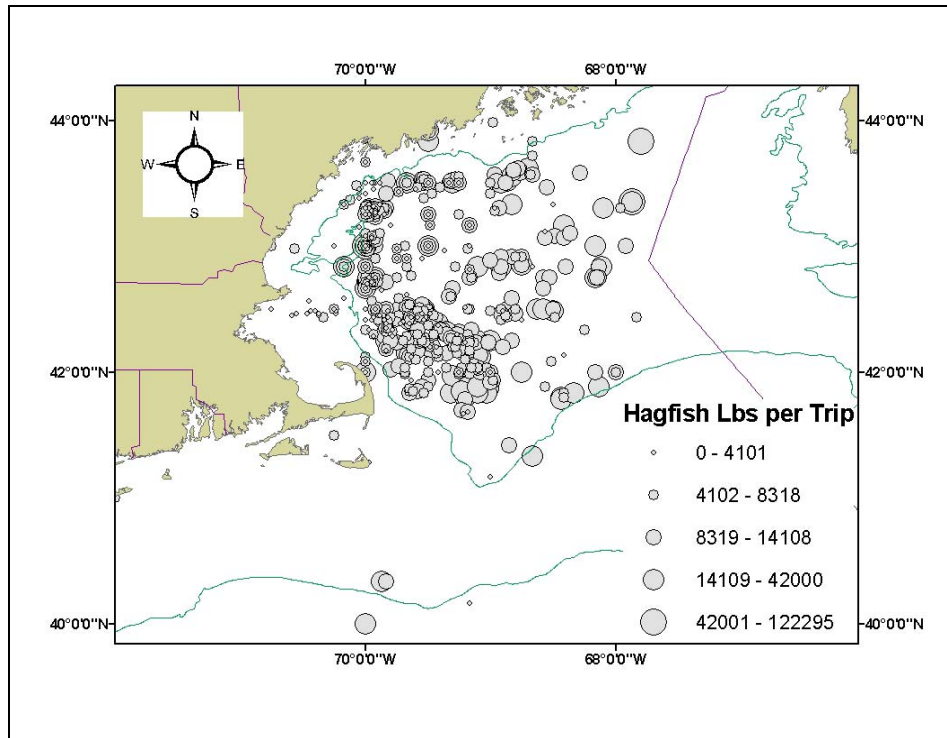 70°0'0"W 68°0'0"W
44°0'0"N 44°0'0"N
N
W E
S
42°0'0"N 42°0'0"N
Hagfish Lbs per Trip
0 - 4101
4102 - 8318
8319 - 14108
14109 - 42000
42001 - 122295
40°0'0"N 40°0'0"N
70°0'0"W 68°0'0"W